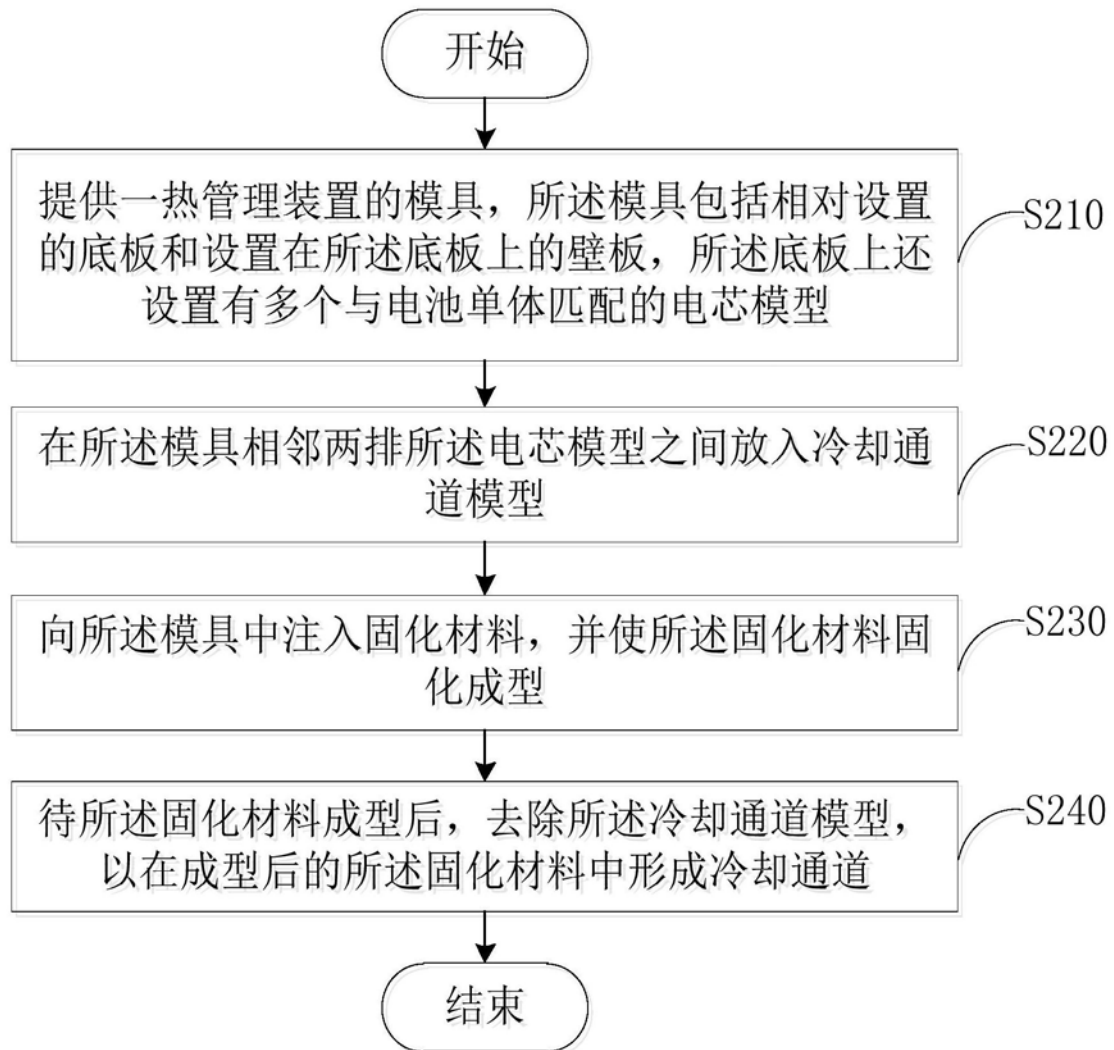 开始
提供一热管理装置的模具，所述模具包括相对设置
的底板和设置在所述底板上的壁板，所述底板上还
设置有多个与电池单体匹配的电芯模型
S210
在所述模具相邻两排所述电芯模型之间放入冷却通
道模型
S220
向所述模具中注入固化材料，并使所述固化材料固
化成型
S230
待所述固化材料成型后，去除所述冷却通道模型，
以在成型后的所述固化材料中形成冷却通道
S240
结束